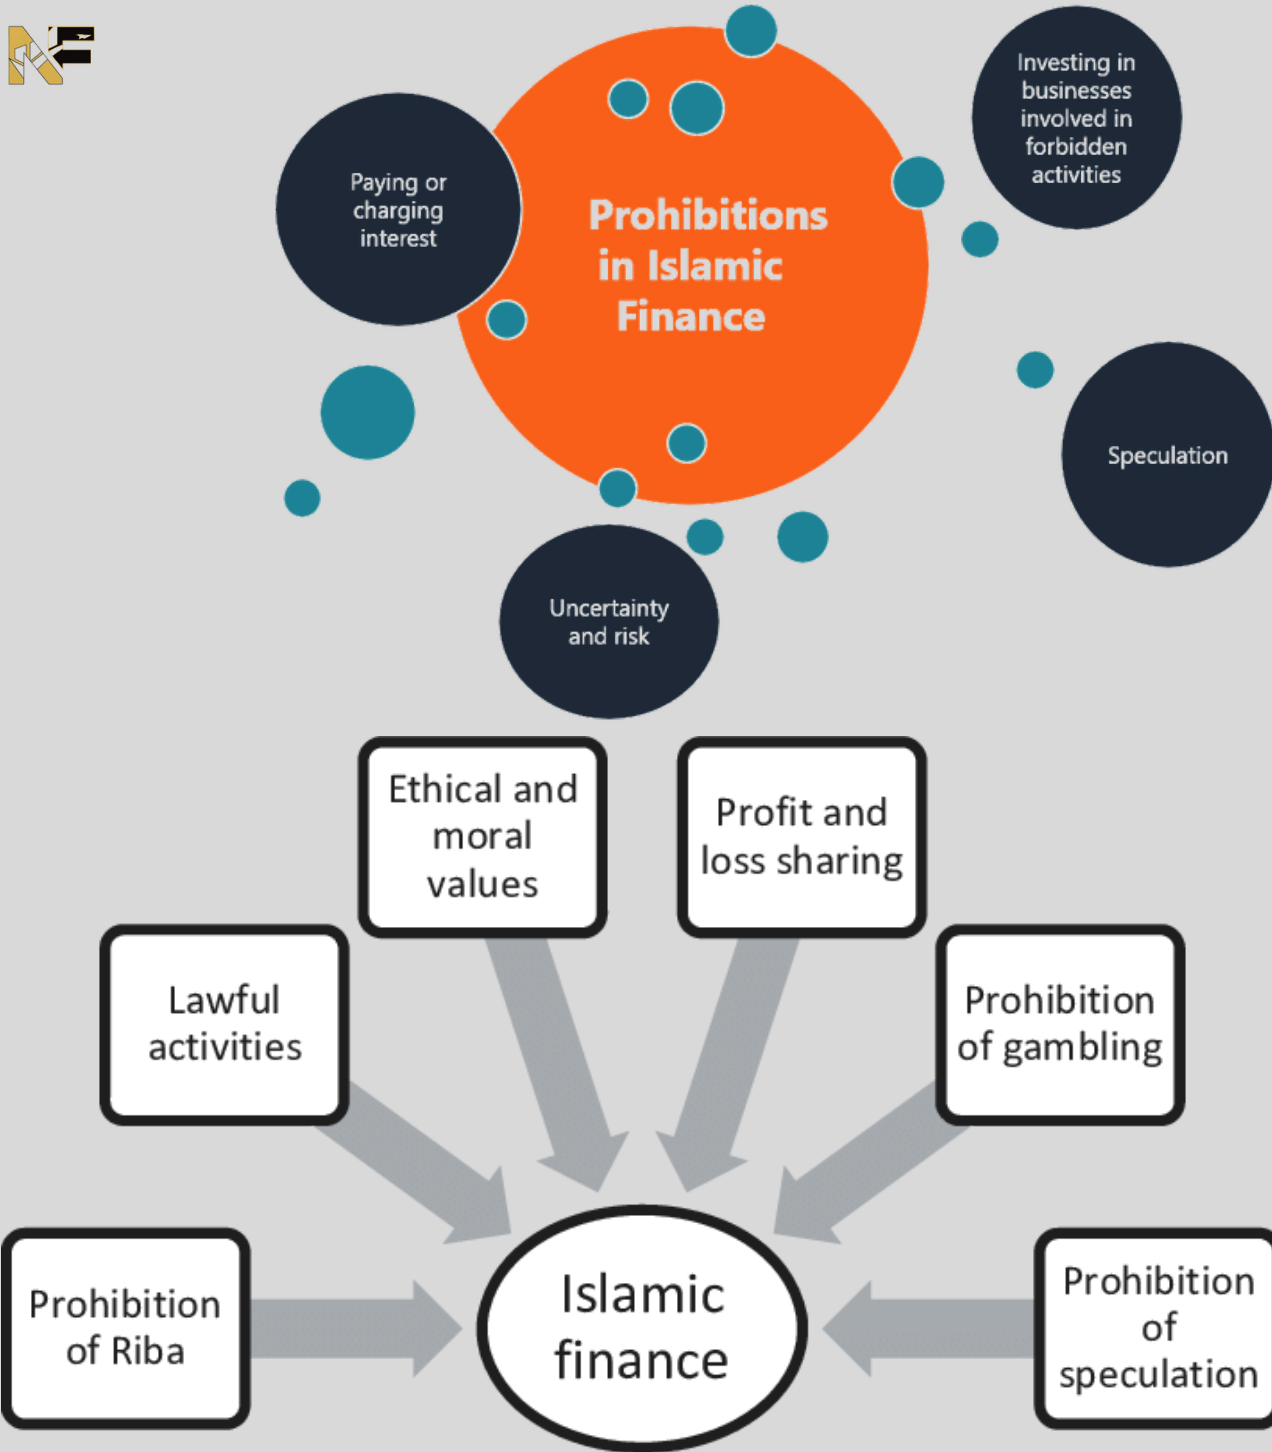 NF
Investing in
businesses
involved in
forbidden
activities
Paying or
charging
interest
Prohibitions
in Islamic
Finance
Speculation
Uncertainty
and risk
Ethical and
moral
values
Profit and
loss sharing
Lawful
activities
Prohibition
of gambling
Prohibition
of Riba
Islamic
finance
Prohibition
of
speculation